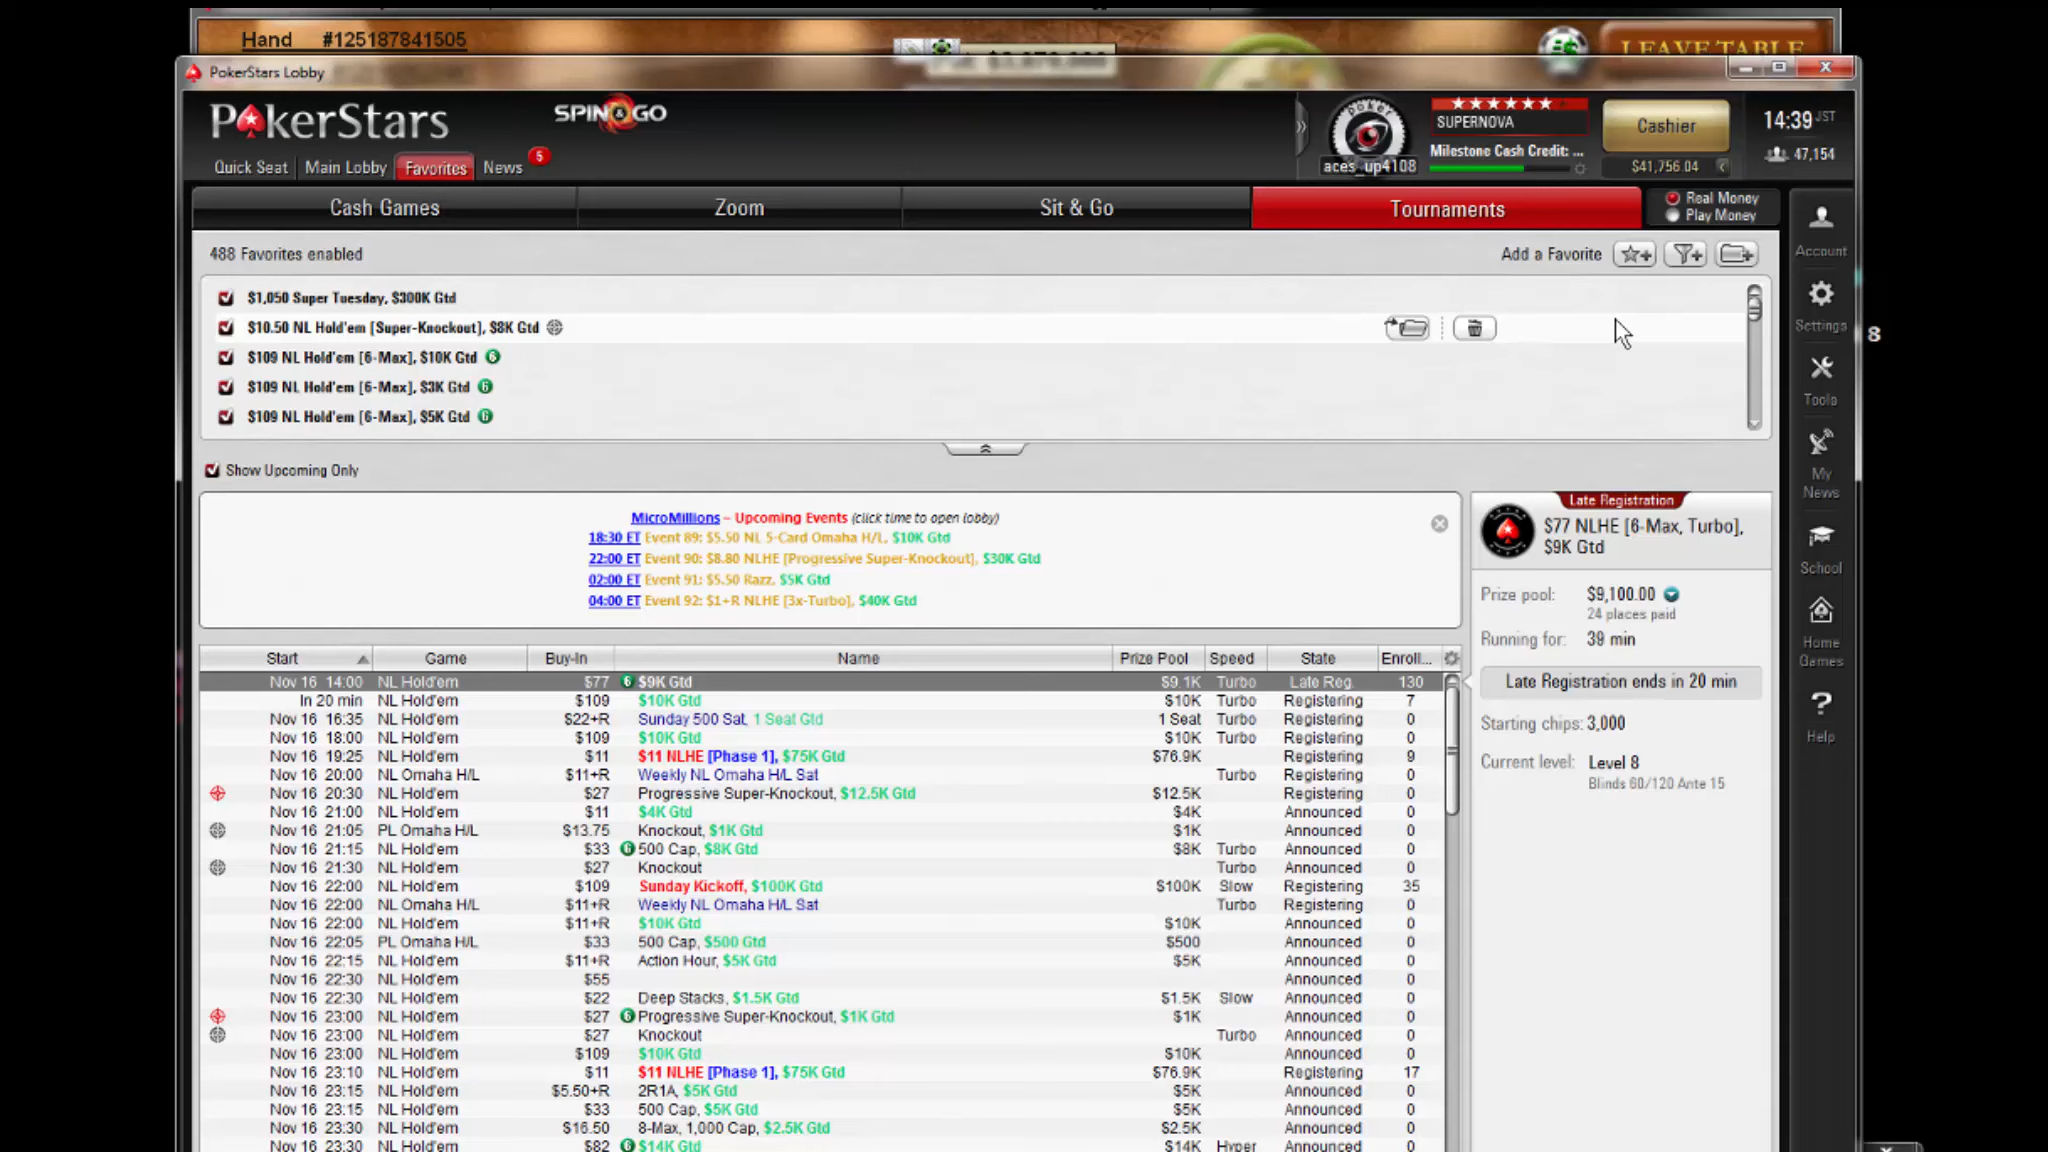 Hand #125187841505
LEAVE TABLE
PokerStars Lobby
PokerStars
SPIN&GO
SUPERNOVA
Cashier
14:39 JST
Milestone Cash Credit: ...
47,154
aces_up4108
$41,756.04
Quick Seat Main Lobby Favorites News 5
Cash Games Zoom Sit & Go Tournaments
Real Money
Play Money
488 Favorites enabled
Add a Favorite
Account
$1,050 Super Tuesday, $300K Gtd
$10.50 NL Hold'em [Super-Knockout], $8K Gtd
Settings
8
$109 NL Hold'em [6-Max], $10K Gtd 6
$109 NL Hold'em [6-Max], $3K Gtd 6
Tools
$109 NL Hold'em [6-Max], $5K Gtd 6
Show Upcoming Only
My
News
MicroMillions – Upcoming Events (click time to open lobby)
18:30 ET Event 89: $5.50 NL 5-Card Omaha H/L, $10K Gtd
22:00 ET Event 90: $8.80 NLHE [Progressive Super-Knockout], $30K Gtd
02:00 ET Event 91: $5.50 Razz, $5K Gtd
04:00 ET Event 92: $1+R NLHE [3x-Turbo], $40K Gtd
Late Registration
$77 NLHE [6-Max, Turbo],
$9K Gtd
School
Prize pool: $9,100.00
24 places paid
Running for: 39 min
Late Registration ends in 20 min
Starting chips: 3,000
Current level: Level 8
Blinds 60/120 Ante 15
Home
Games
Help
Start Game Buy-In Name Prize Pool Speed State Enroll...
Nov 16 14:00 NL Hold'em $77 6 $9K Gtd $9.1K Turbo Late Reg. 130
In 20 min NL Hold'em $109 $10K Gtd $10K Turbo Registering 7
Nov 16 16:35 NL Hold'em $22+R Sunday 500 Sat, 1 Seat Gtd 1 Seat Turbo Registering 0
Nov 16 18:00 NL Hold'em $109 $10K Gtd $10K Turbo Registering 0
Nov 16 19:25 NL Hold'em $11 $11 NLHE [Phase 1], $75K Gtd $76.9K Registering 9
Nov 16 20:00 NL Omaha H/L $11+R Weekly NL Omaha H/L Sat Turbo Registering 0
Nov 16 20:30 NL Hold'em $27 Progressive Super-Knockout, $12.5K Gtd $12.5K Registering 0
Nov 16 21:00 NL Hold'em $11 $4K Gtd $4K Announced 0
Nov 16 21:05 PL Omaha H/L $13.75 Knockout, $1K Gtd $1K Announced 0
Nov 16 21:15 NL Hold'em $33 6 500 Cap, $8K Gtd $8K Turbo Announced 0
Nov 16 21:30 NL Hold'em $27 Knockout Turbo Announced 0
Nov 16 22:00 NL Hold'em $109 Sunday Kickoff, $100K Gtd $100K Slow Registering 35
Nov 16 22:00 NL Omaha H/L $11+R Weekly NL Omaha H/L Sat Turbo Registering 0
Nov 16 22:00 NL Hold'em $11+R $10K Gtd $10K Announced 0
Nov 16 22:05 PL Omaha H/L $33 500 Cap, $500 Gtd $500 Announced 0
Nov 16 22:15 NL Hold'em $11+R Action Hour, $5K Gtd $5K Announced 0
Nov 16 22:30 NL Hold'em $55 Announced 0
Nov 16 22:30 NL Hold'em $22 Deep Stacks, $1.5K Gtd $1.5K Slow Announced 0
Nov 16 23:00 NL Hold'em $27 6 Progressive Super-Knockout, $1K Gtd $1K Announced 0
Nov 16 23:00 NL Hold'em $27 Knockout Turbo Announced 0
Nov 16 23:00 NL Hold'em $109 $10K Gtd $10K Announced 0
Nov 16 23:10 NL Hold'em $11 $11 NLHE [Phase 1], $75K Gtd $76.9K Registering 17
Nov 16 23:15 NL Hold'em $5.50+R 2R1A, $5K Gtd $5K Announced 0
Nov 16 23:15 NL Hold'em $33 500 Cap, $5K Gtd $5K Announced 0
Nov 16 23:30 NL Hold'em $16.50 8-Max, 1,000 Cap, $2.5K Gtd $2.5K Announced 0
Nov 16 23:30 NL Hold'em $82 6 $14K Gtd $14K Hyper Announced 0